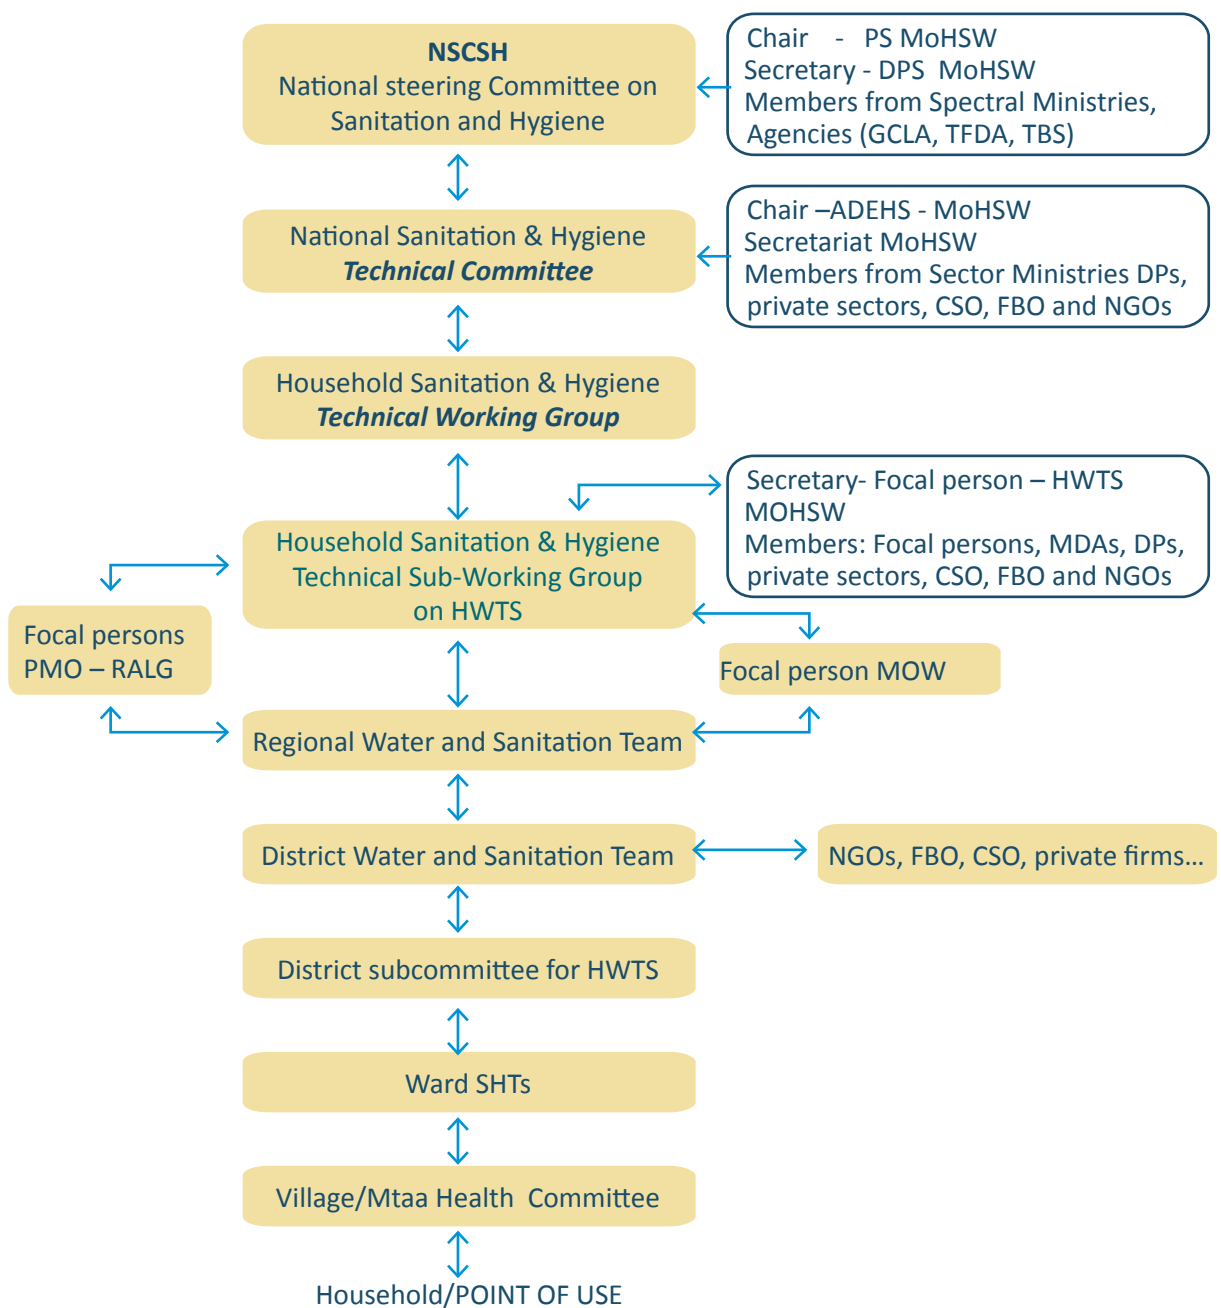 NSCSH
National steering Committee on
Sanitation and Hygiene
Chair - PS MoHSW
Secretary - DPS MoHSW
Members from Spectral Ministries,
Agencies (GCLA, TFDA, TBS)
National Sanitation & Hygiene
Technical Committee
Chair –ADEHS - MoHSW
Secretariat MoHSW
Members from Sector Ministries DPs,
private sectors, CSO, FBO and NGOs
Household Sanitation & Hygiene
Technical Working Group
Secretary- Focal person – HWTS
MOHSW
Members: Focal persons, MDAs, DPs,
private sectors, CSO, FBO and NGOs
Household Sanitation & Hygiene
Technical Sub-Working Group
on HWTS
Focal persons
PMO – RALG
Focal person MOW
Regional Water and Sanitation Team
District Water and Sanitation Team
NGOs, FBO, CSO, private firms...
District subcommittee for HWTS
Ward SHTs
Village/Mtaa Health Committee
Household/POINT OF USE